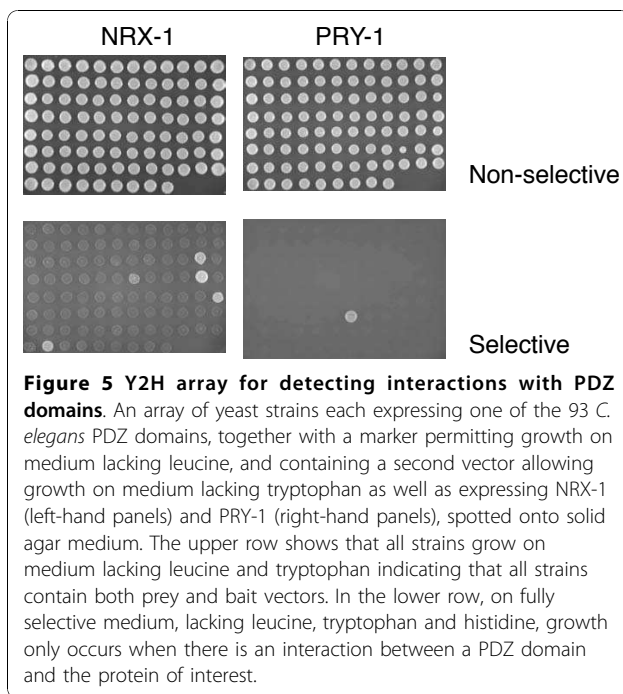 NRX-1 PRY-1
Non-selective
Selective
Figure 5 Y2H array for detecting interactions with PDZ
domains. An array of yeast strains each expressing one of the 93 C.
elegans PDZ domains, together with a marker permitting growth on
medium lacking leucine, and containing a second vector allowing
growth on medium lacking tryptophan as well as expressing NRX-1
(left-hand panels) and PRY-1 (right-hand panels), spotted onto solid
agar medium. The upper row shows that all strains grow on
medium lacking leucine and tryptophan indicating that all strains
contain both prey and bait vectors. In the lower row, on fully
selective medium, lacking leucine, tryptophan and histidine, growth
only occurs when there is an interaction between a PDZ domain
and the protein of interest.